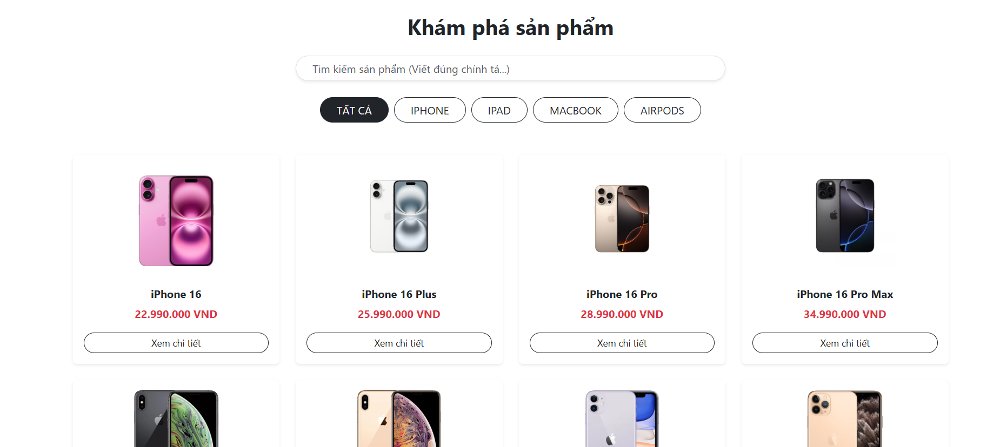 Khám phá sản phẩm
Tìm kiếm sản phẩm (Viết đúng chính tả...)
TẤT CẢ IPHONE IPAD MACBOOK AIRPODS
iPhone 16 iPhone 16 Plus iPhone 16 Pro iPhone 16 Pro Max
22.990.000 VND 25.990.000 VND 28.990.000 VND 34.990.000 VND
Xem chi tiết Xem chi tiết Xem chi tiết Xem chi tiết